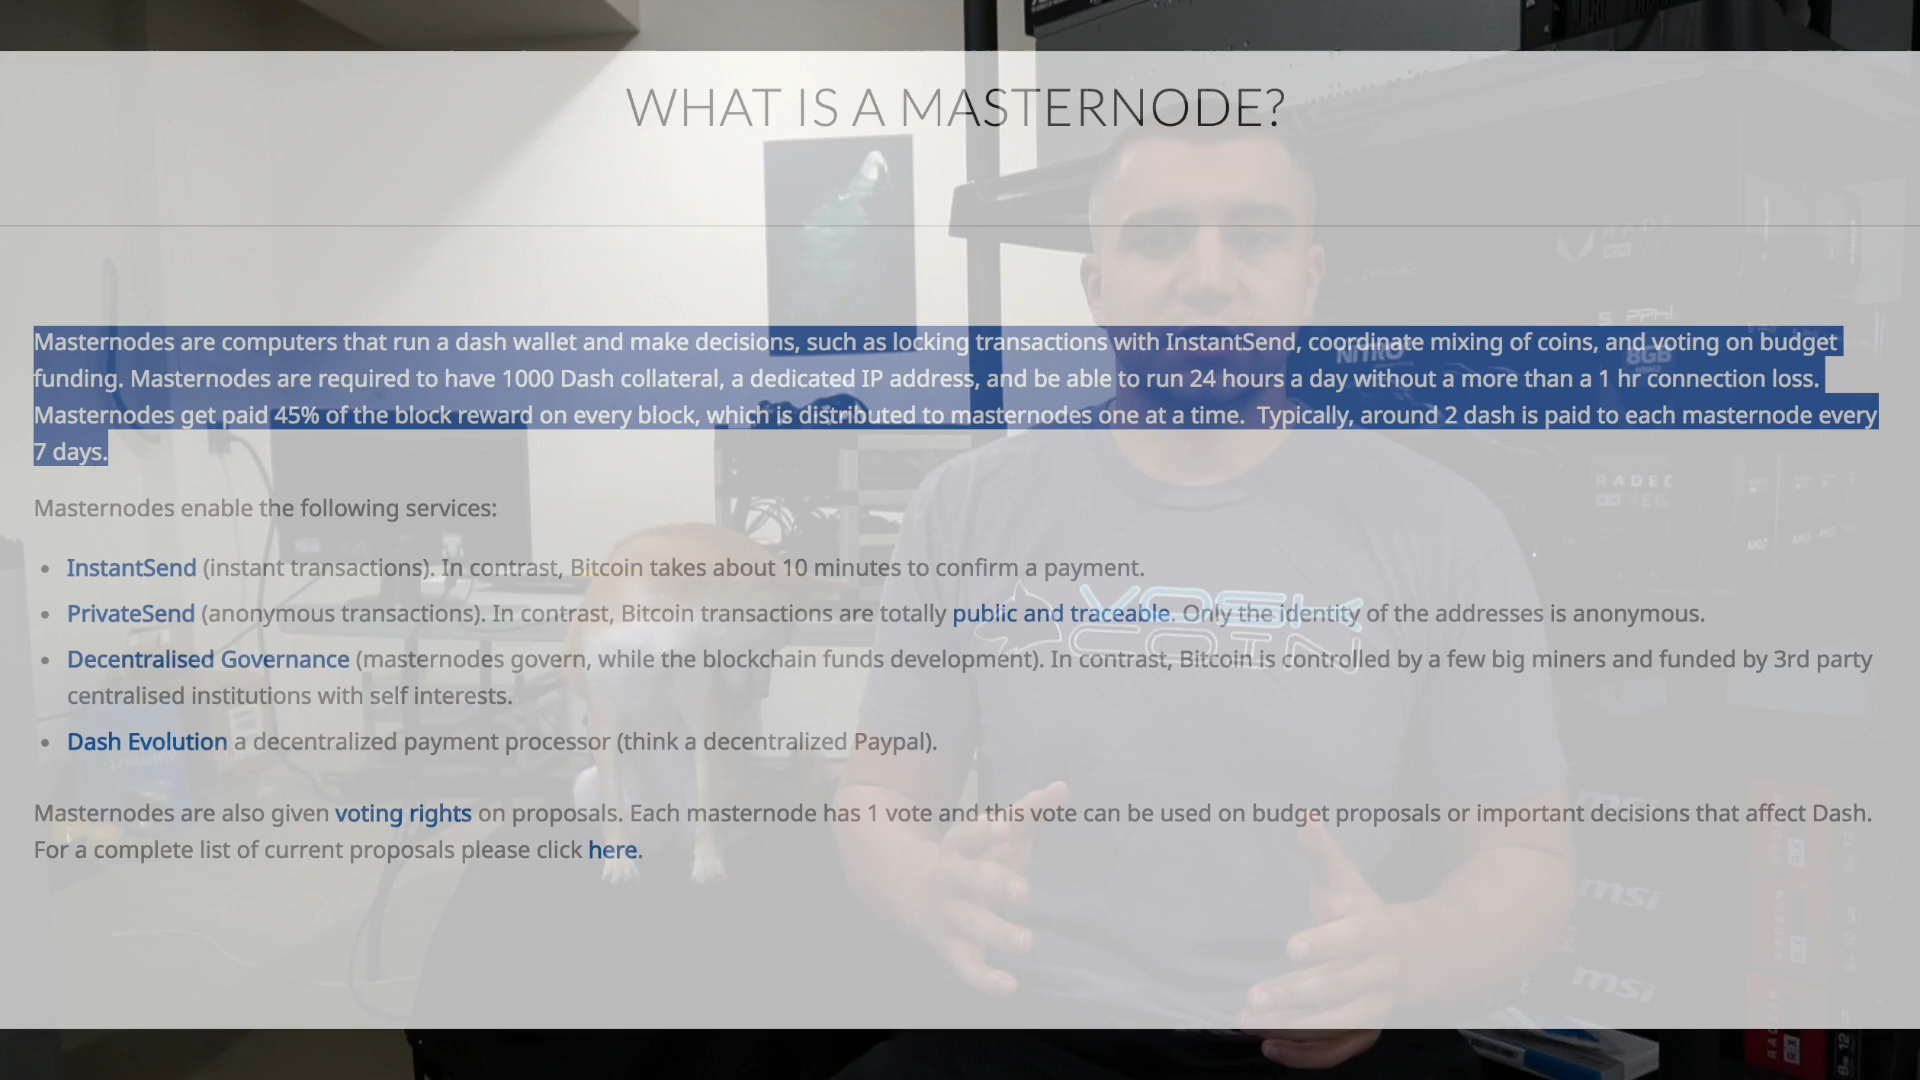 WHAT IS A MASTERNODE?
Masternodes are computers that run a dash wallet and make decisions, such as locking transactions with InstantSend, coordinate mixing of coins, and voting on budget
funding. Masternodes are required to have 1000 Dash collateral, a dedicated IP address, and be able to run 24 hours a day without a more than a 1 hr connection loss.
Masternodes get paid 45% of the block reward on every block, which is distributed to masternodes one at a time.  Typically, around 2 dash is paid to each masternode every
7 days.
Masternodes enable the following services:
• InstantSend (instant transactions). In contrast, Bitcoin takes about 10 minutes to confirm a payment.
• PrivateSend (anonymous transactions). In contrast, Bitcoin transactions are totally public and traceable. Only the identity of the addresses is anonymous.
• Decentralised Governance (masternodes govern, while the blockchain funds development). In contrast, Bitcoin is controlled by a few big miners and funded by 3rd party
centralised institutions with self interests.
• Dash Evolution a decentralized payment processor (think a decentralized Paypal).
Masternodes are also given voting rights on proposals. Each masternode has 1 vote and this vote can be used on budget proposals or important decisions that affect Dash.
For a complete list of current proposals please click here.
VOSK
COIN
NITRO
8GB
RADEON
msi
msi